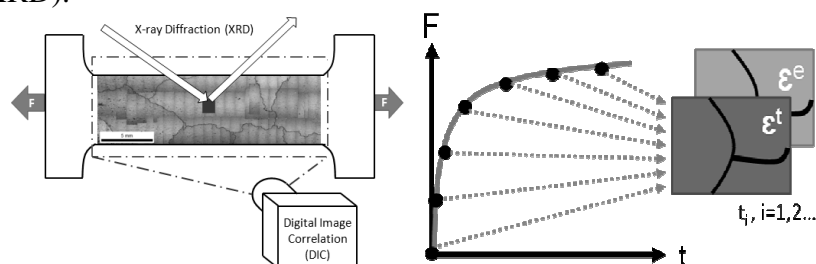 XRD).
X-ray Diffraction (XRD)
F
F
Digital Image
Correlation
(DIC)
F
t
εᵉ
εᵗ
tᵢ, i=1,2...